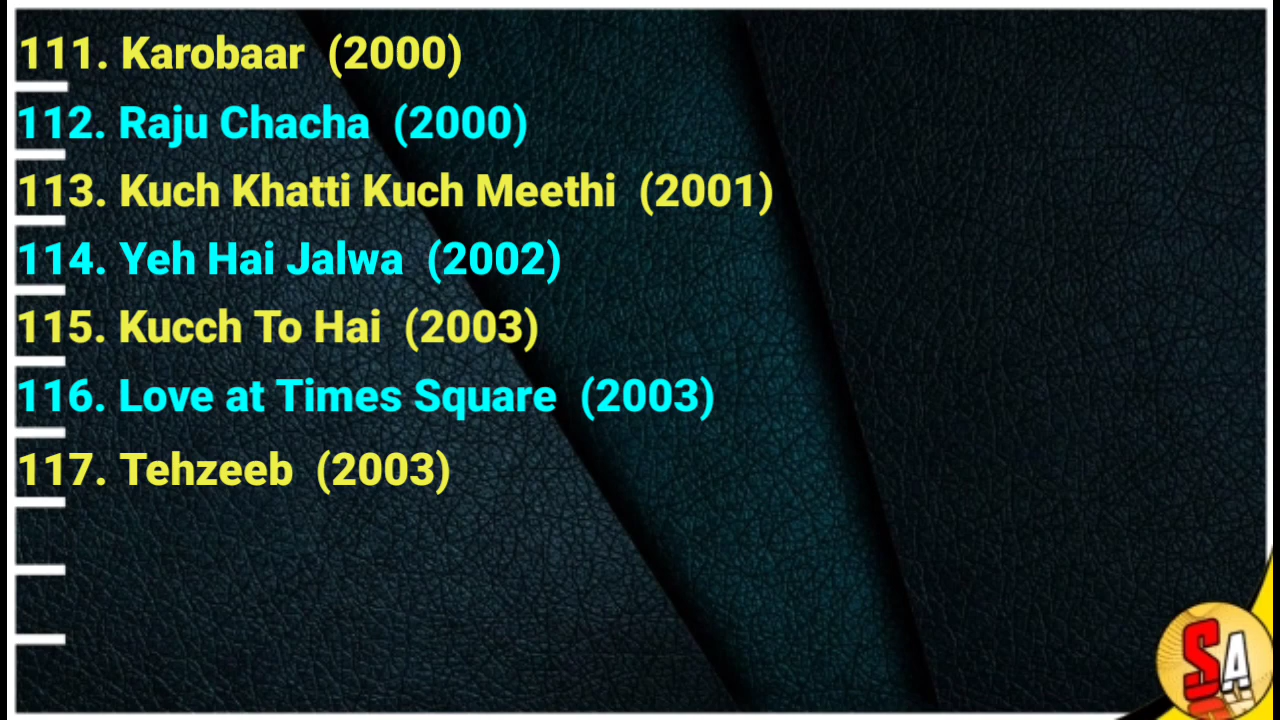 111. Karobaar (2000)
112. Raju Chacha (2000)
113. Kuch Khatti Kuch Meethi (2001)
114. Yeh Hai Jalwa (2002)
115. Kucch To Hai (2003)
116. Love at Times Square (2003)
117. Tehzeeb (2003)
SA